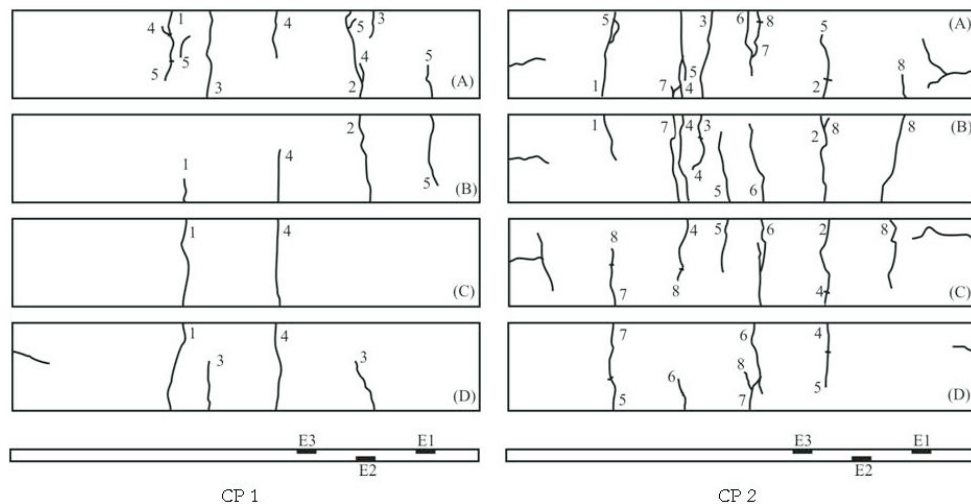 1 4 3
4 5
5 4
5 5
3 2 (A)
5 3 6 8 (A)
5
7 8
5
1 7 4 2
2
1 4
5 (B)
1 7 4 3 8 8 (B)
2
4
5 6
1 4
(C)
4 5 6 2 8
8
8
7 4 (C)
1 4
3 3
(D)
7 6 4
6 8
5 7 5 (D)
E3 E1
E2
E3 E1
E2
CP 1 CP 2